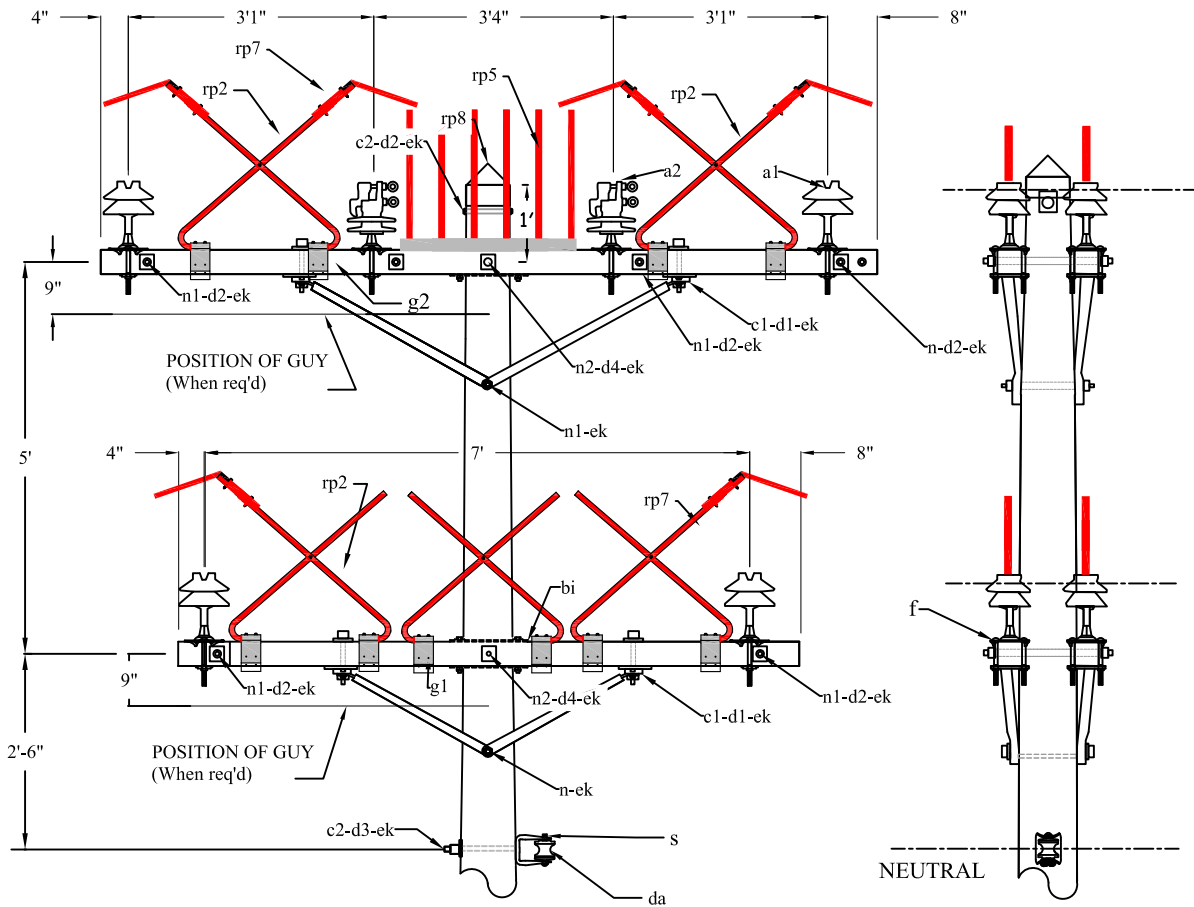 4"
3'1"
3'4"
3'1"
8"
rp7
rp5
rp2
rp2
rp8
c2-d2-ek
a2
a1
1'
9"
n1-d2-ek
g2
c1-d1-ek
n1-d2-ek
n-d2-ek
POSITION OF GUY
(When req'd)
n2-d4-ek
n1-ek
5'
4"
7'
8"
rp2
rp7
bi
f
n1-d2-ek
g1
n2-d4-ek
n1-d2-ek
9"
c1-d1-ek
2'-6"
POSITION OF GUY
(When req'd)
n-ek
c2-d3-ek
s
NEUTRAL
da